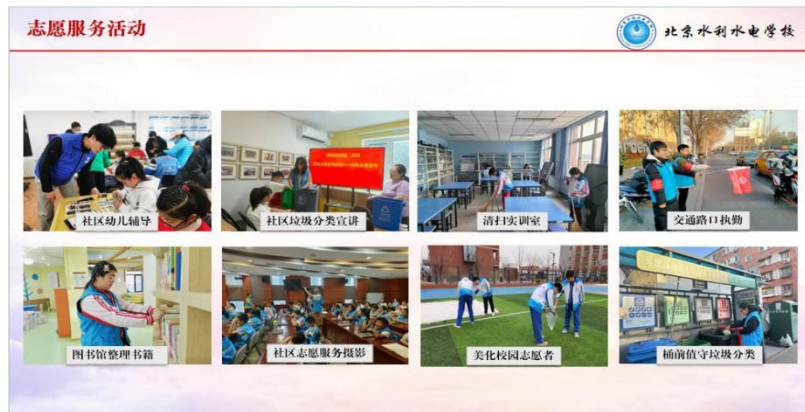 志愿服务活动
北京水利水电学校
社区幼儿辅导
社区垃圾分类宣讲
清扫实训室
交通路口执勤
图书馆整理书籍
社区志愿服务摄影
美化校园志愿者
桶前值守垃圾分类